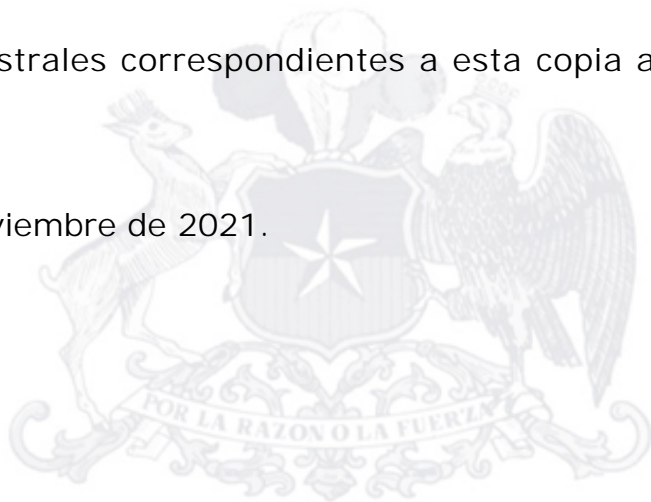 strales correspondientes a esta copia a
viembre de 2021.
POR LA RAZON O LA FUERZA